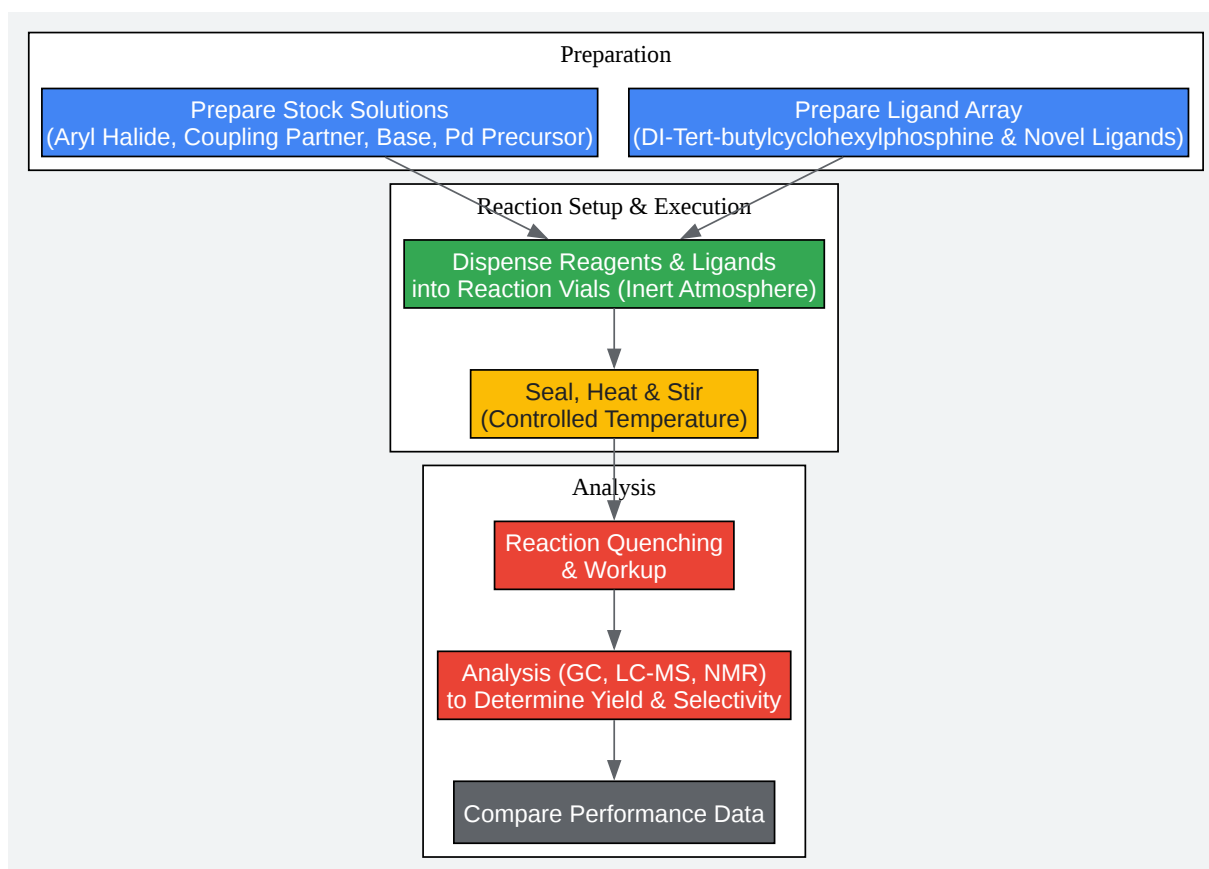 Preparation
Prepare Stock Solutions
(Aryl Halide, Coupling Partner, Base, Pd Precursor)
Prepare Ligand Array
(DI-Tert-butylcyclohexylphosphine & Novel Ligands)
Reaction Setup & Execution
Dispense Reagents & Ligands
into Reaction Vials (Inert Atmosphere)
Seal, Heat & Stir
(Controlled Temperature)
Analysis
Reaction Quenching
& Workup
Analysis (GC, LC-MS, NMR)
to Determine Yield & Selectivity
Compare Performance Data